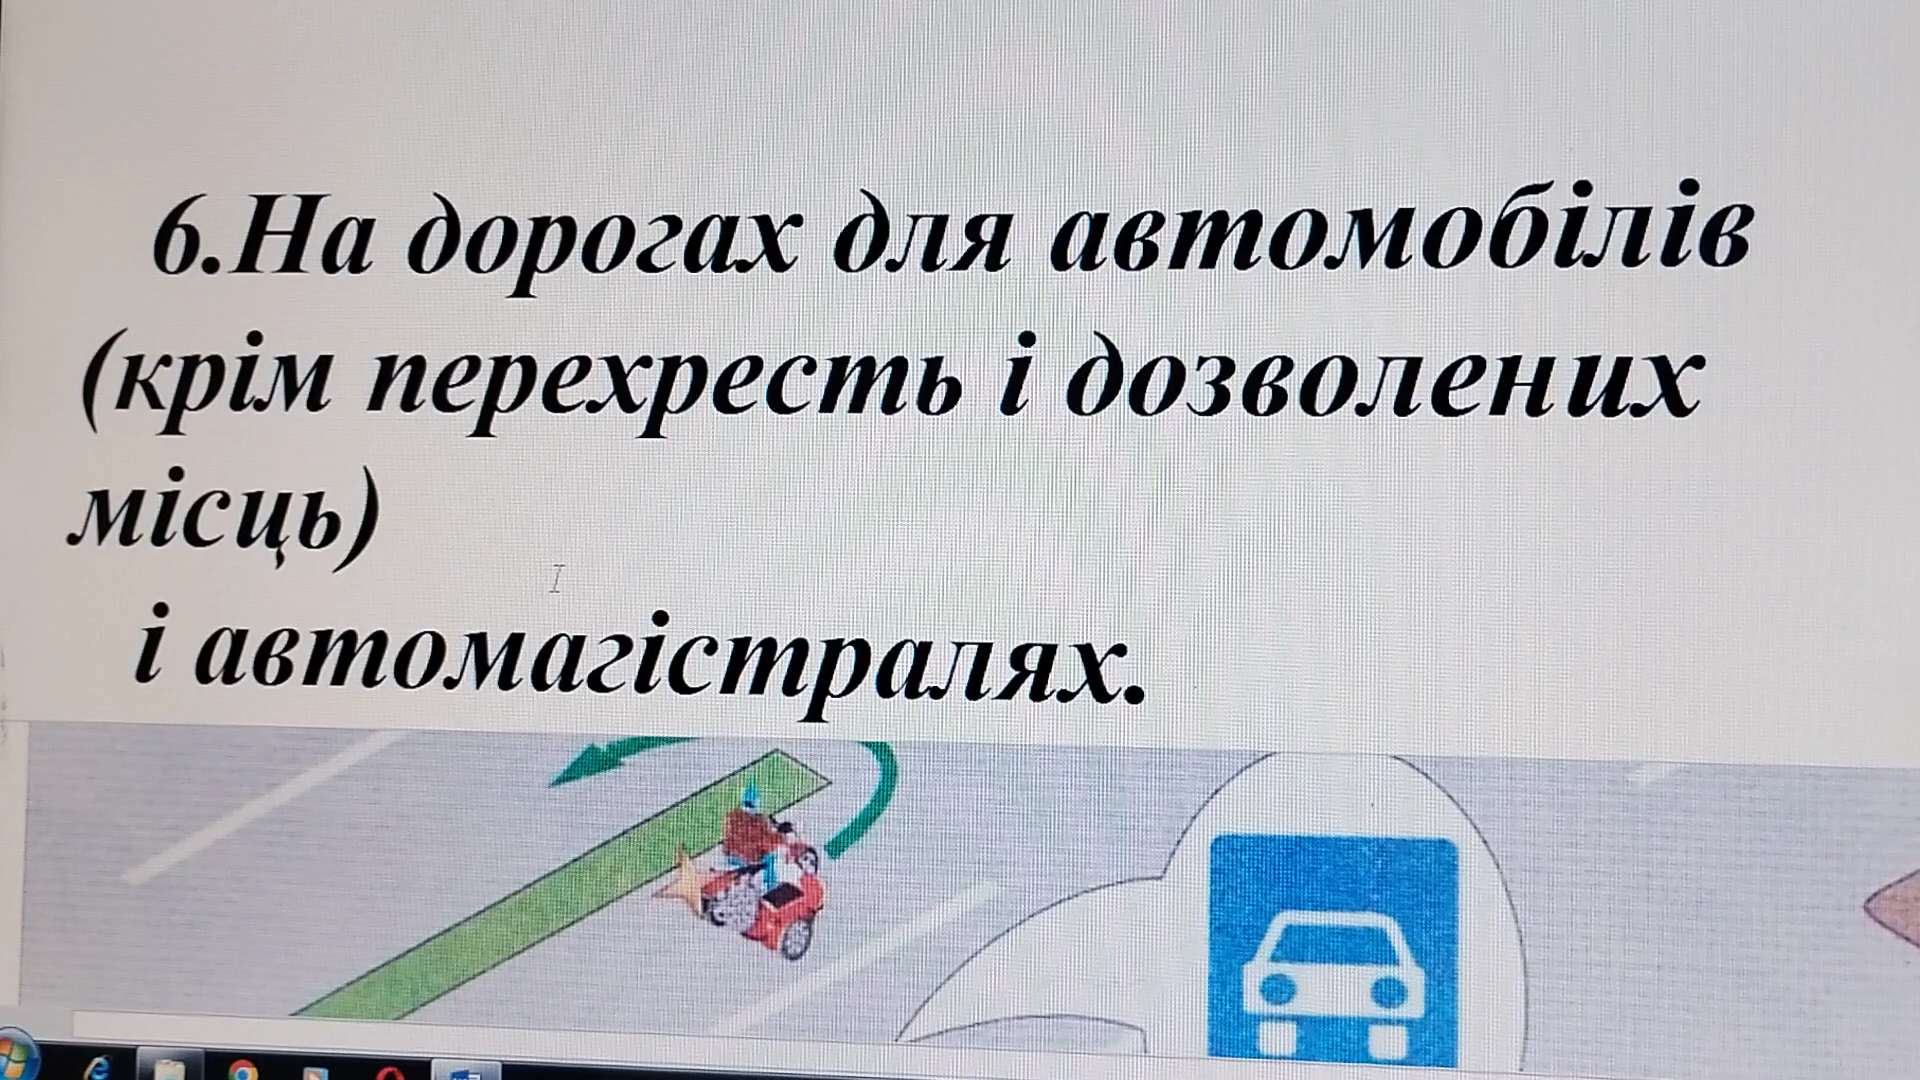 6.На дорогах для автомобілів
(крім перехресть і дозволених
місць)
і автомагістралях.